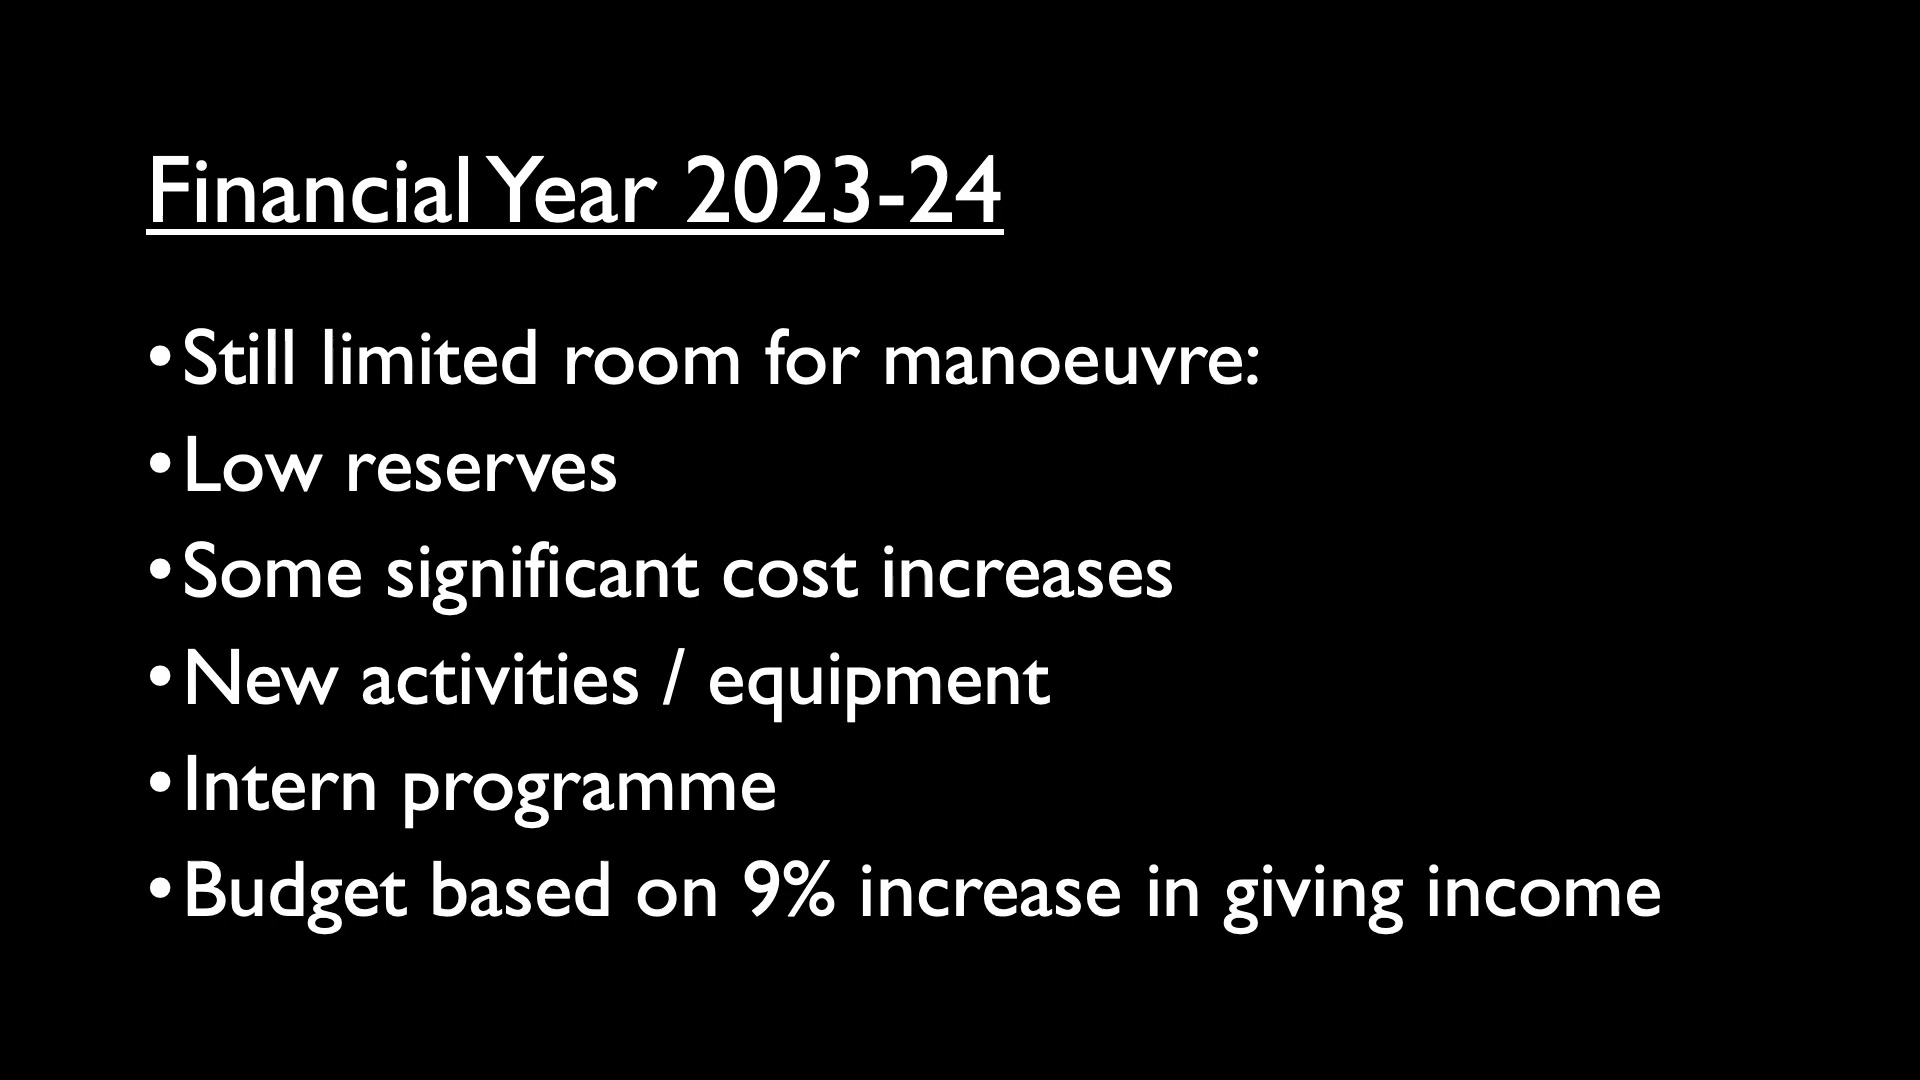 Financial Year 2023-24
•Still limited room for manoeuvre:
•Low reserves
•Some significant cost increases
•New activities / equipment
•Intern programme
•Budget based on 9% increase in giving income